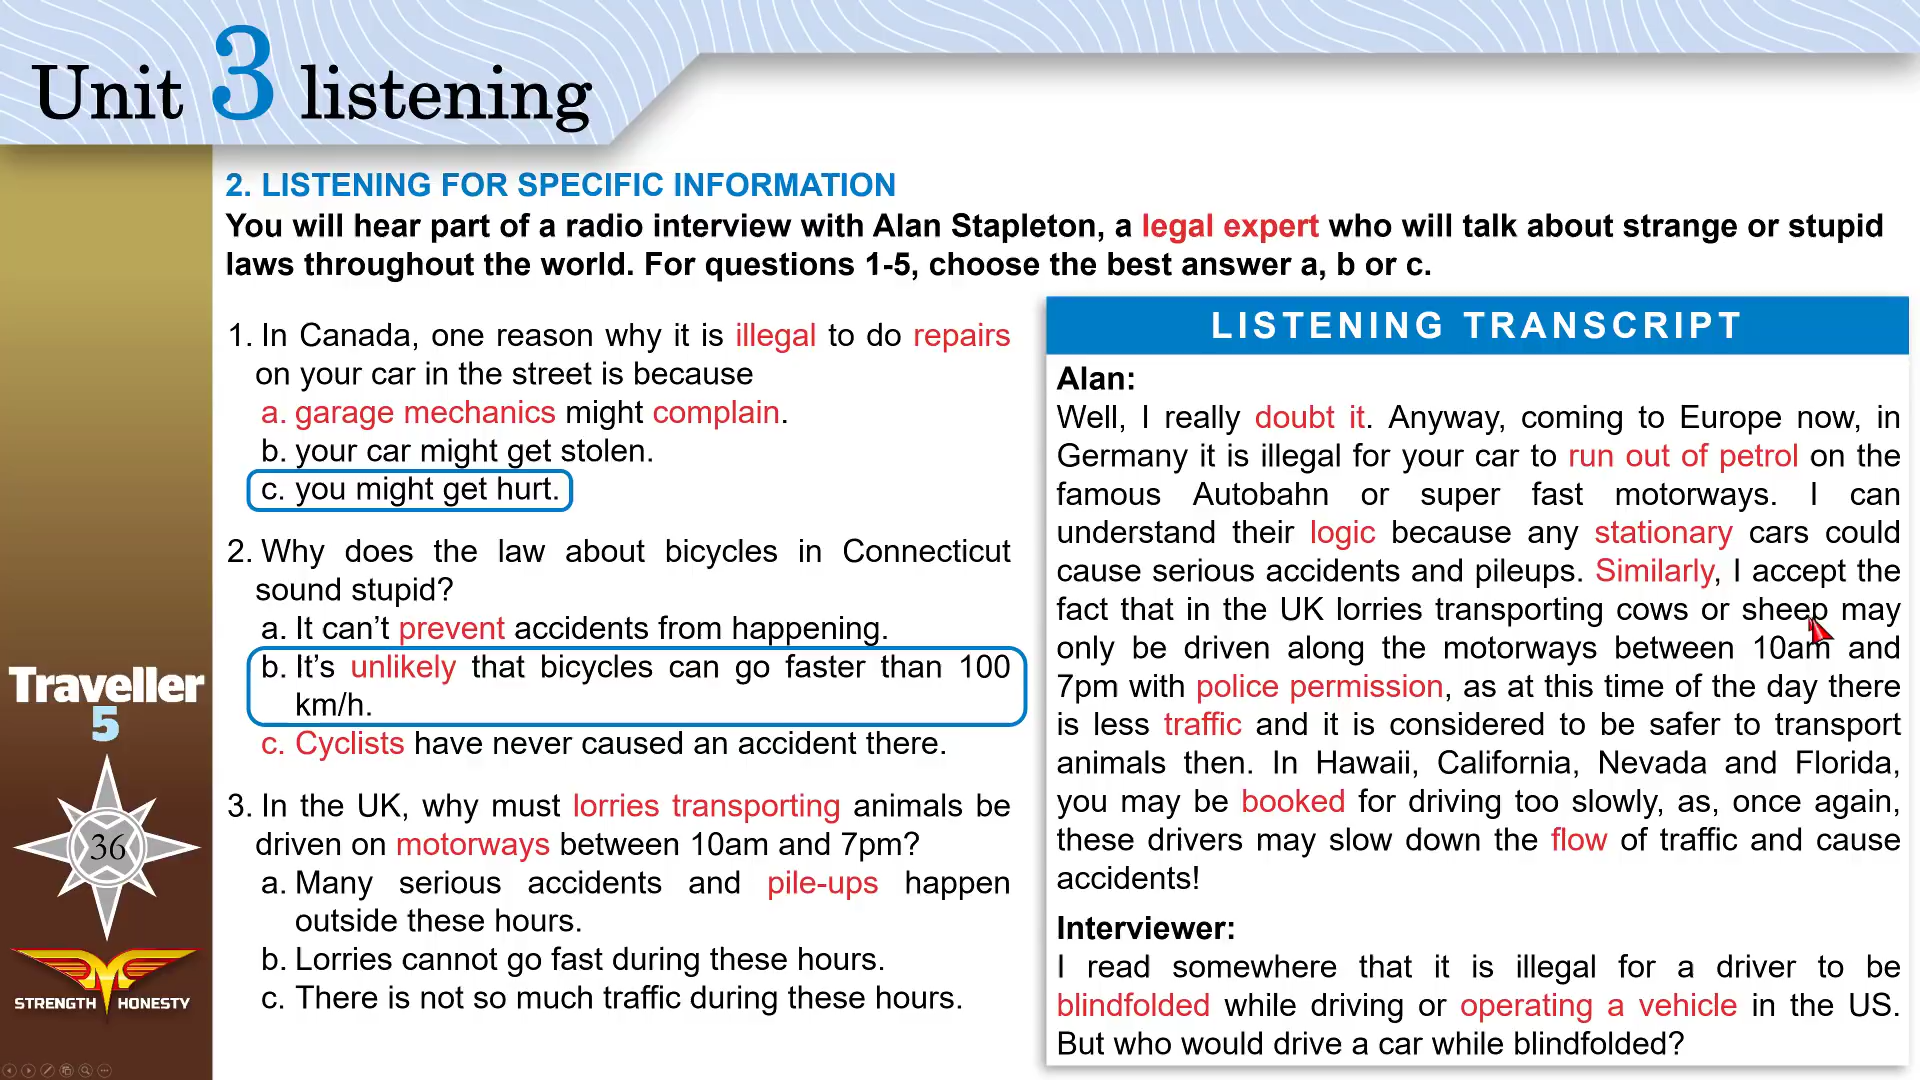 Unit 3 listening
2. LISTENING FOR SPECIFIC INFORMATION
You will hear part of a radio interview with Alan Stapleton, a legal expert who will talk about strange or stupid
laws throughout the world. For questions 1-5, choose the best answer a, b or c.
1. In Canada, one reason why it is illegal to do repairs
on your car in the street is because
a. garage mechanics might complain.
b. your car might get stolen.
c. you might get hurt.
2. Why does the law about bicycles in Connecticut
sound stupid?
a. It can’t prevent accidents from happening.
b. It’s unlikely that bicycles can go faster than 100
km/h.
c. Cyclists have never caused an accident there.
3. In the UK, why must lorries transporting animals be
driven on motorways between 10am and 7pm?
a. Many serious accidents and pile-ups happen
outside these hours.
b. Lorries cannot go fast during these hours.
c. There is not so much traffic during these hours.
LISTENING TRANSCRIPT
Alan:
Well, I really doubt it. Anyway, coming to Europe now, in
Germany it is illegal for your car to run out of petrol on the
famous Autobahn or super fast motorways. I can
understand their logic because any stationary cars could
cause serious accidents and pileups. Similarly, I accept the
fact that in the UK lorries transporting cows or sheep may
only be driven along the motorways between 10am and
7pm with police permission, as at this time of the day there
is less traffic and it is considered to be safer to transport
animals then. In Hawaii, California, Nevada and Florida,
you may be booked for driving too slowly, as, once again,
these drivers may slow down the flow of traffic and cause
accidents!
Interviewer:
I read somewhere that it is illegal for a driver to be
blindfolded while driving or operating a vehicle in the US.
But who would drive a car while blindfolded?
Traveller
5
36
STRENGTH HONESTY